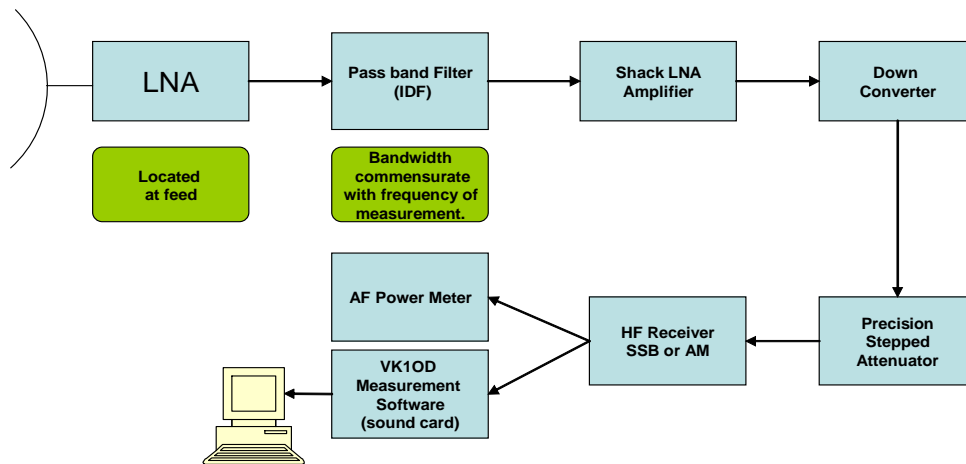 LNA
Pass band Filter
(IDF)
Shack LNA
Amplifier
Down
Converter
Located
at feed
Bandwidth
commensurate
with frequency of
measurement.
AF Power Meter
HF Receiver
SSB or AM
Precision
Stepped
Attenuator
VK1OD
Measurement
Software
(sound card)